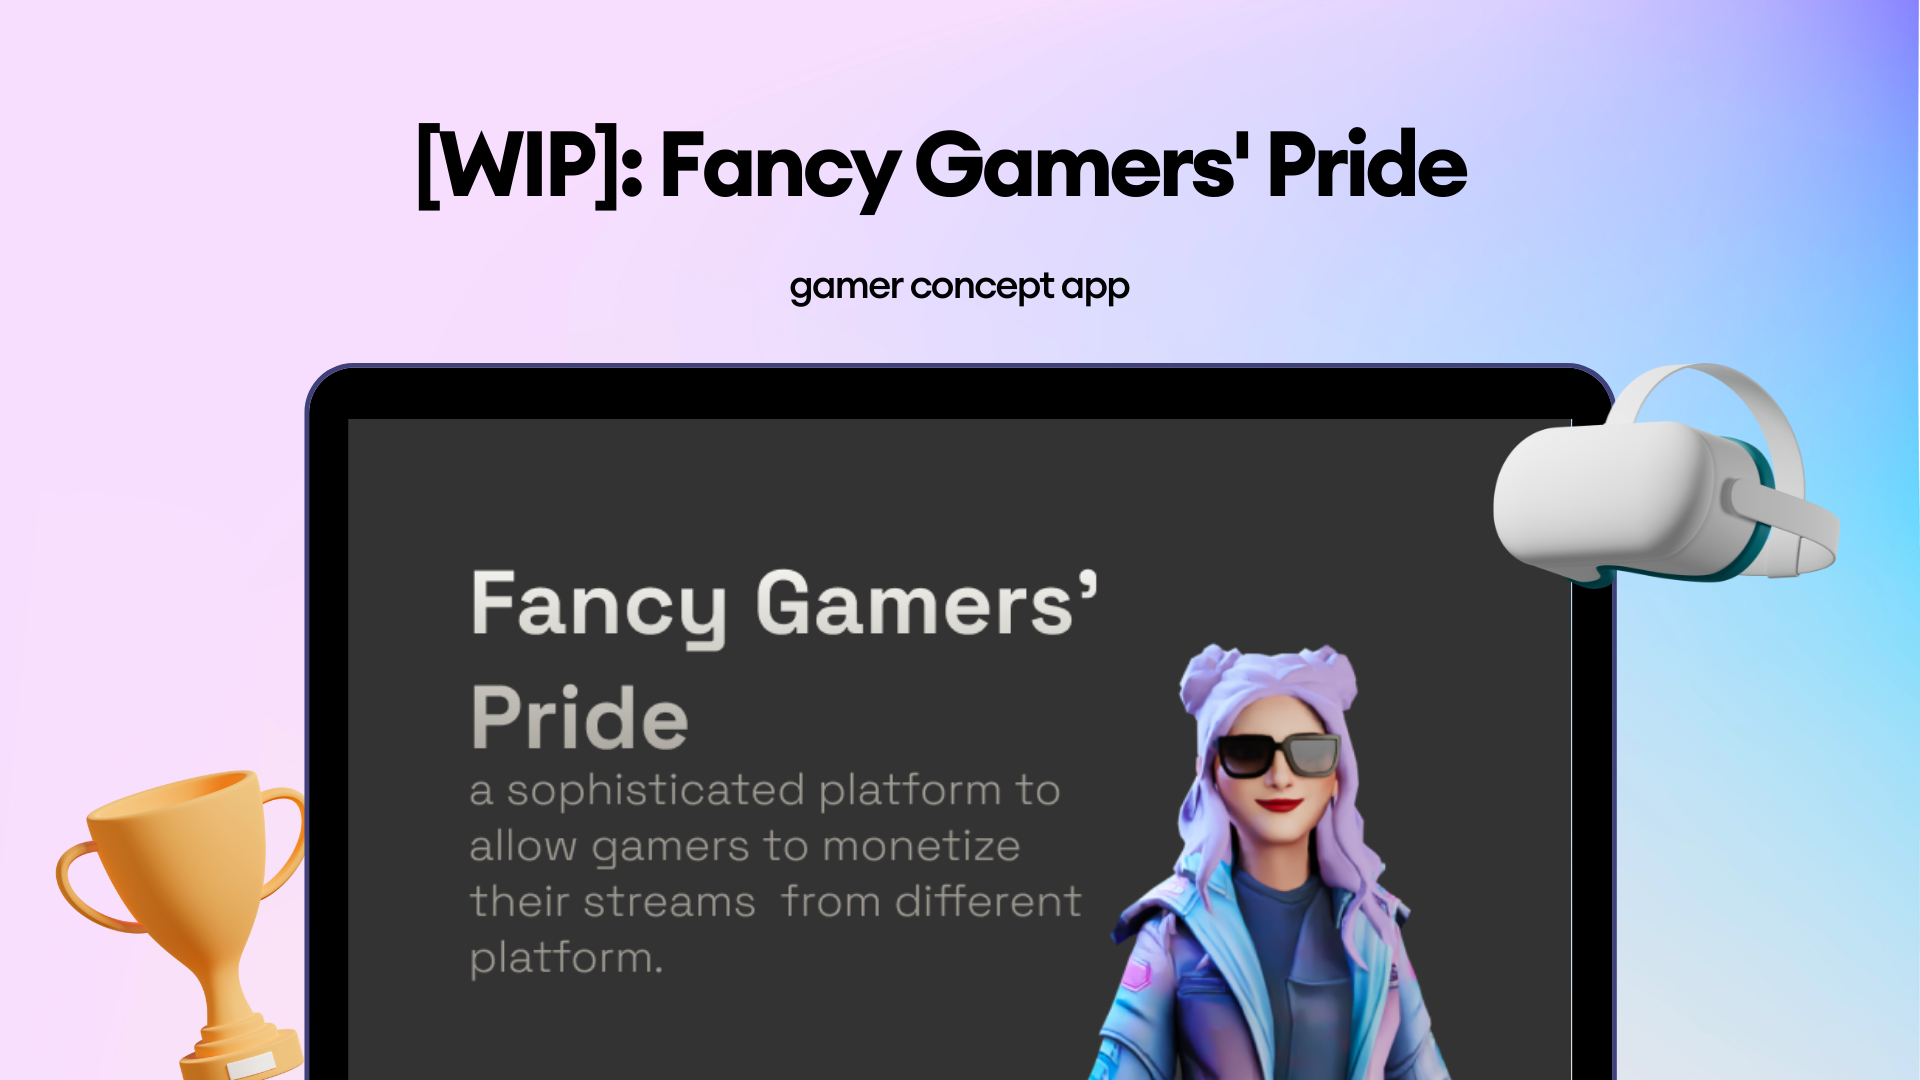 [WIP]: Fancy Gamers' Pride
gamer concept app
Fancy Gamers’
Pride
a sophisticated platform to
allow gamers to monetize
their streams  from different
platform.